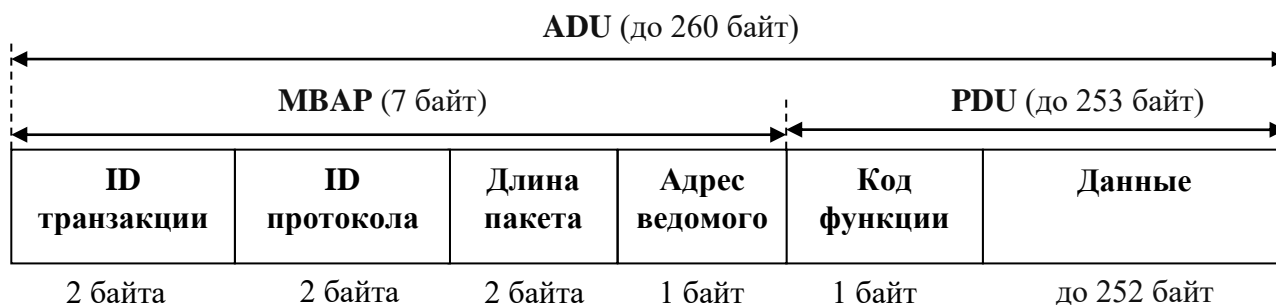 ADU (до 260 байт)
MBAP (7 байт) PDU (до 253 байт)
ID ID Длина Адрес Код Данные
транзакции протокола пакета ведомого функции
2 байта 2 байта 2 байта 1 байт 1 байт до 252 байт